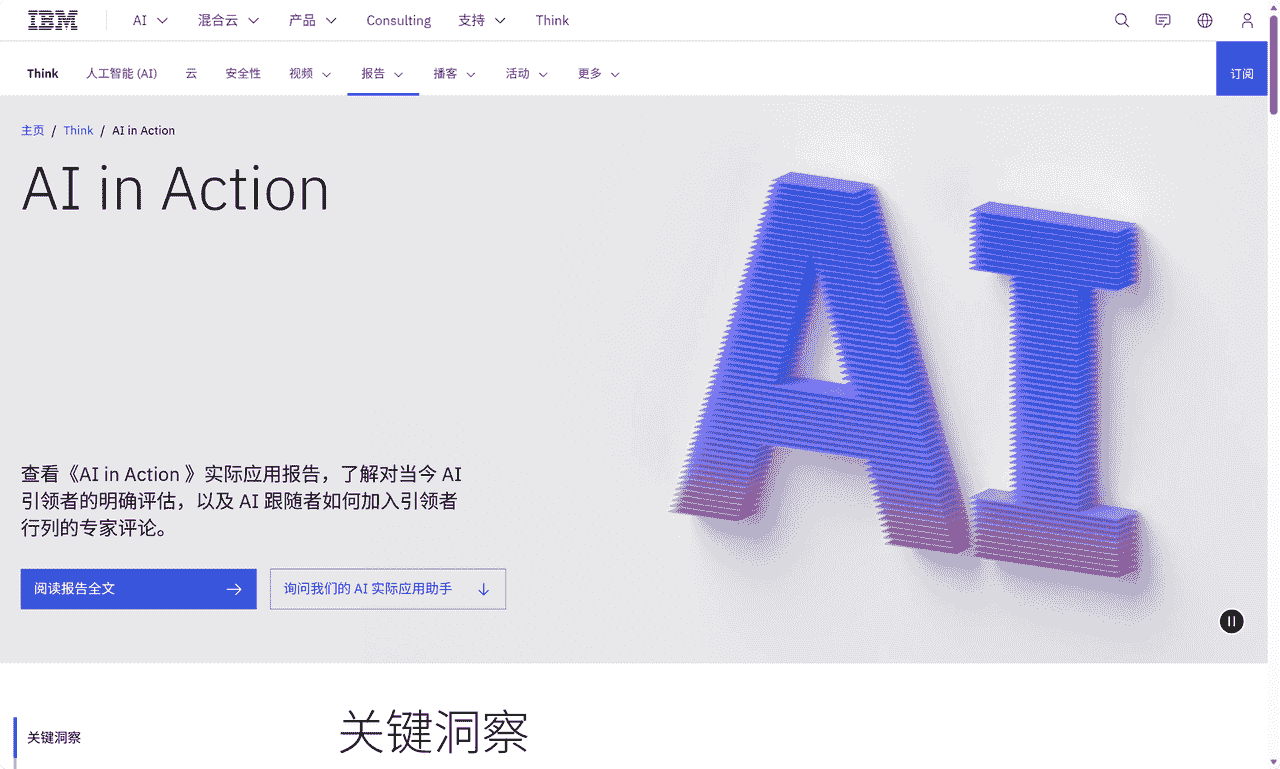 IBM
AI 混合云 产品 Consulting 支持 Think
Think 人工智能 (AI) 云 安全性 视频 报告 播客 活动 更多 订阅
主页 / Think / AI in Action
AI in Action
AI
查看《AI in Action 》实际应用报告，了解对当今 AI
引领者的明确评估，以及 AI 跟随者如何加入引领者
行列的专家评论。
阅读报告全文 询问我们的 AI 实际应用助手
关键洞察
关键洞察